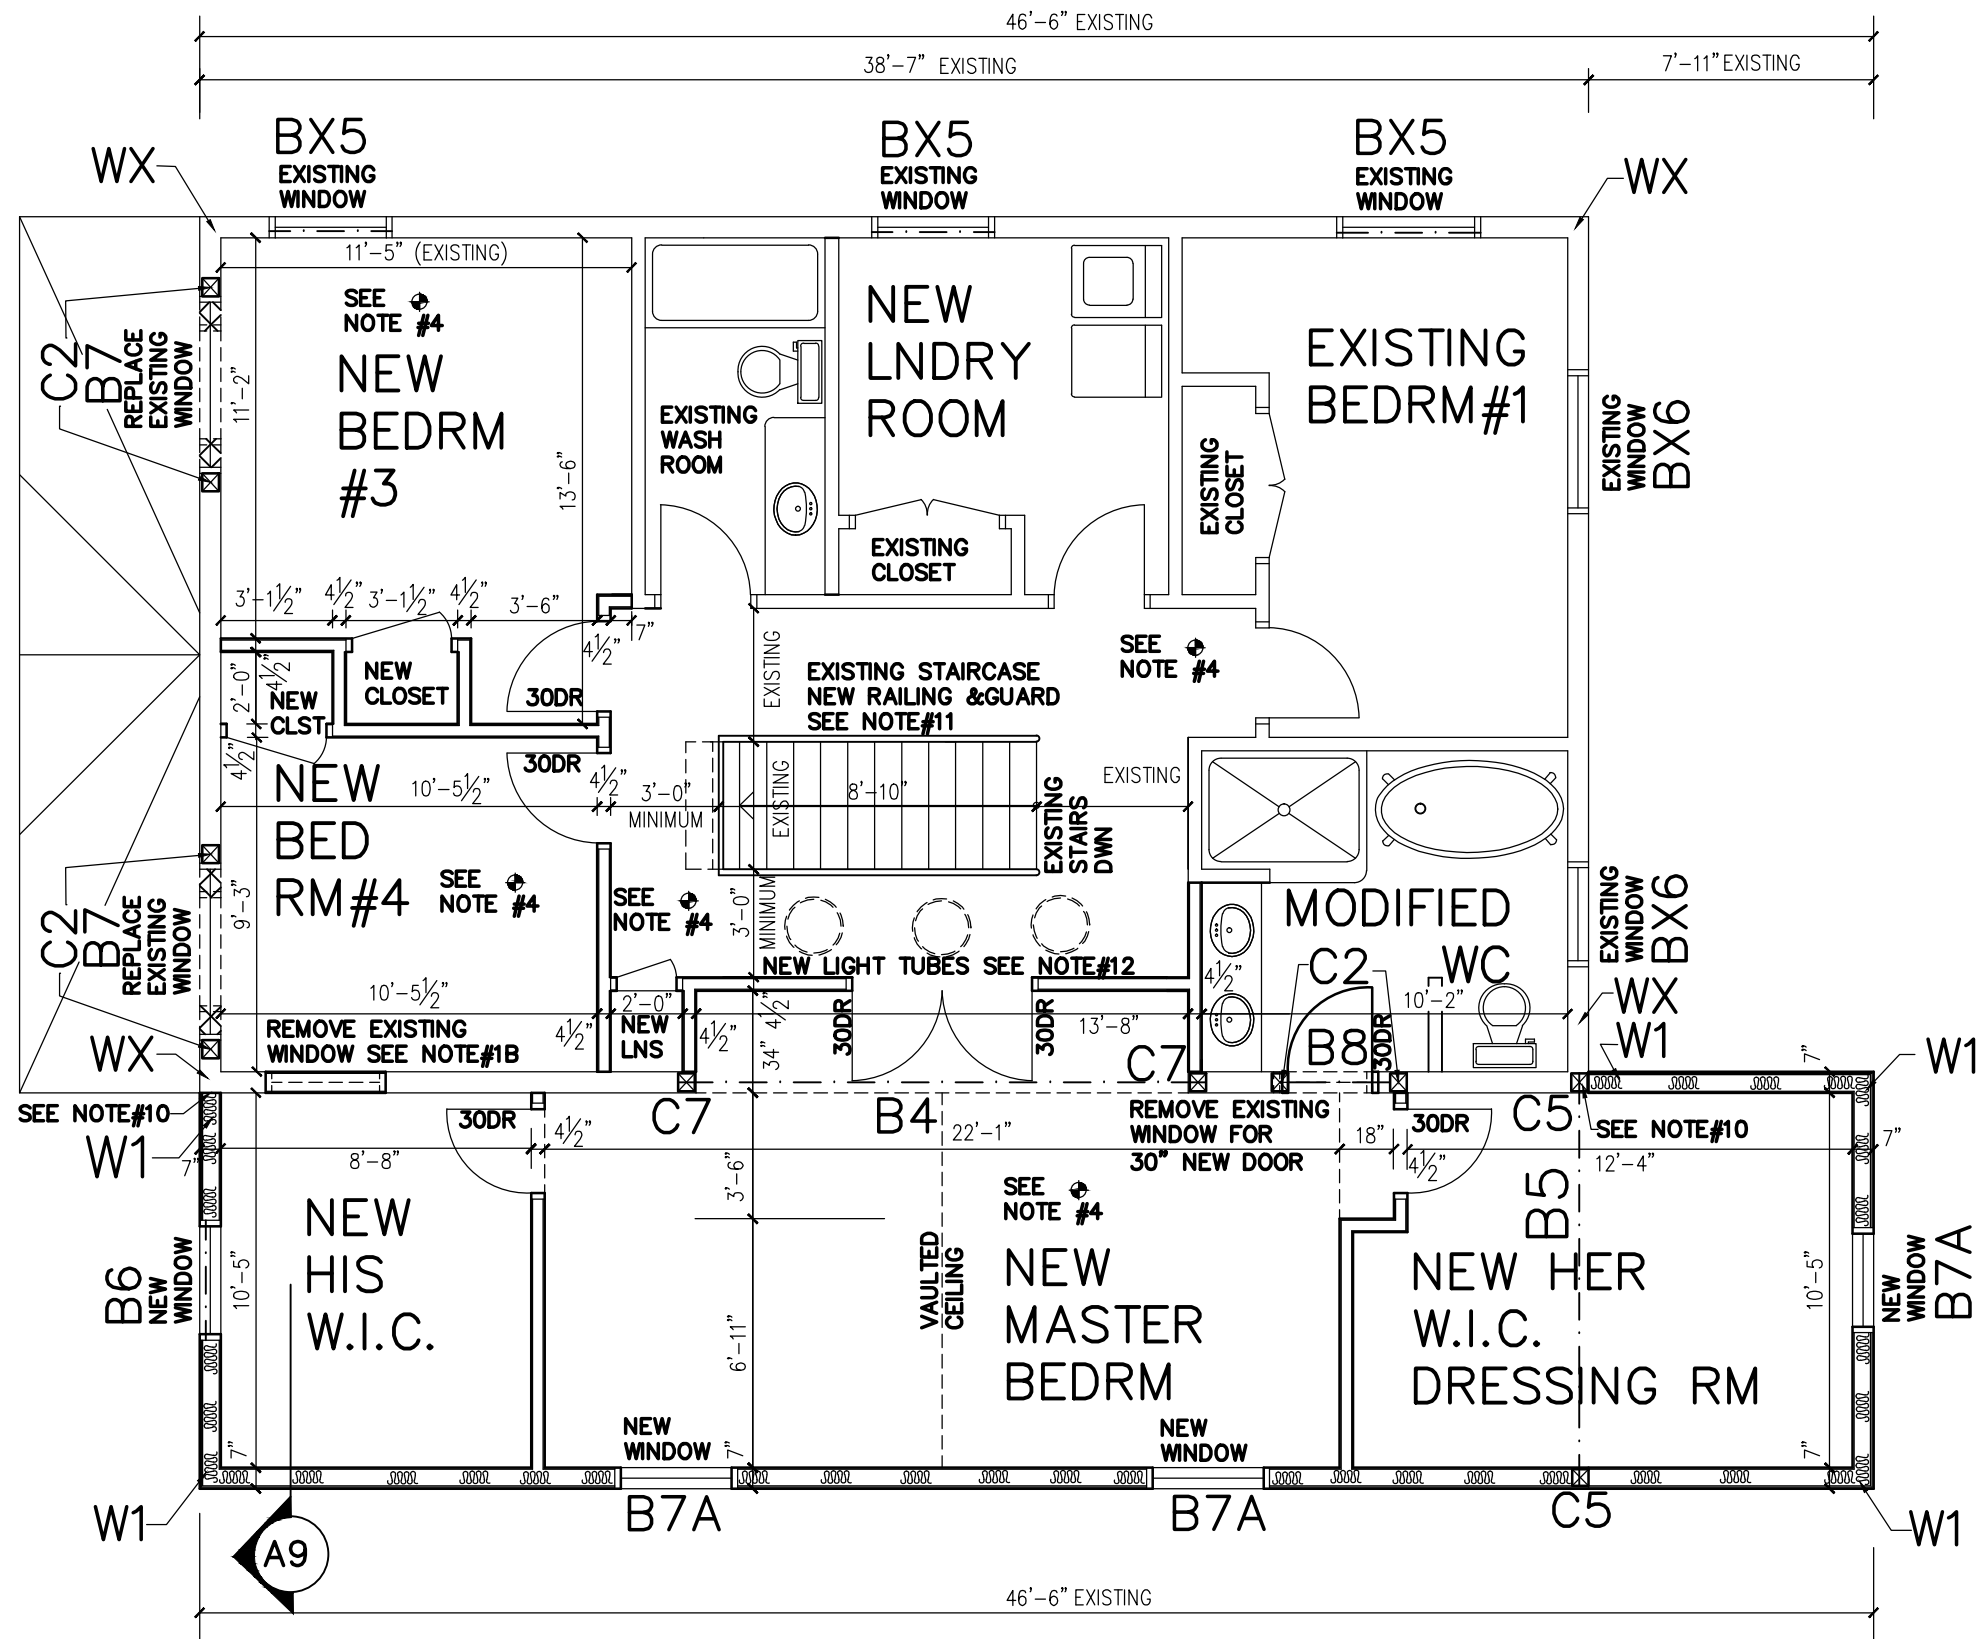 46'-6" EXISTING
38'-7" EXISTING
7'-11" EXISTING
BX5
EXISTING
WINDOW
BX5
EXISTING
WINDOW
BX5
EXISTING
WINDOW
WX
WX
11'-5" (EXISTING)
SEE
NOTE #4
NEW
BEDRM
#3
11'-2"
13'-6"
C2
B7
REPLACE
EXISTING
WINDOW
EXISTING
WASH
ROOM
NEW
LNDRY
ROOM
EXISTING
CLOSET
EXISTING
BEDRM#1
EXISTING
CLOSET
EXISTING
WINDOW
BX6
3'-1½"
4½"
3'-1½"
4½"
3'-6"
4½"
7"
2'-0"
4½"
NEW
CLST
NEW
CLOSET
30DR
EXISTING
EXISTING STAIRCASE
NEW RAILING &GUARD
SEE NOTE#11
SEE
NOTE #4
4½"
NEW
BED
RM#4
10'-5½"
30DR
4½"
3'-0"
MINIMUM
EXISTING
8'-10"
EXISTING
STAIRS
DWN
EXISTING
C2
B7
REPLACE
EXISTING
WINDOW
9'-3"
SEE
NOTE #4
SEE
NOTE #4
3'-0"
MINIMUM
NEW LIGHT TUBES SEE NOTE#12
MODIFIED
WC
C2
4½"
10'-2"
EXISTING
WINDOW
BX6
WX
W1
10'-5½"
REMOVE EXISTING
WINDOW SEE NOTE#1B
4½"
2'-0"
NEW
LNS
4½"
34"
4½"
30DR
30DR
13'-8"
C7
B8
30DR
7"
W1
WX
SEE NOTE#10
W1
7"
8'-8"
30DR
4½"
C7
B4
22'-1"
REMOVE EXISTING
WINDOW FOR
30" NEW DOOR
18"
4½"
30DR
C5
SEE NOTE#10
12'-4"
7"
B5
3'-6"
SEE
NOTE #4
NEW
HIS
W.I.C.
10'-5"
B6
NEW
WINDOW
VAULTED
CEILING
NEW
MASTER
BEDRM
6'-11"
NEW HER
W.I.C.
DRESSING RM
10'-5"
NEW
WINDOW
B7A
7"
NEW
WINDOW
7"
NEW
WINDOW
7"
W1
B7A
B7A
C5
W1
A9
46'-6" EXISTING